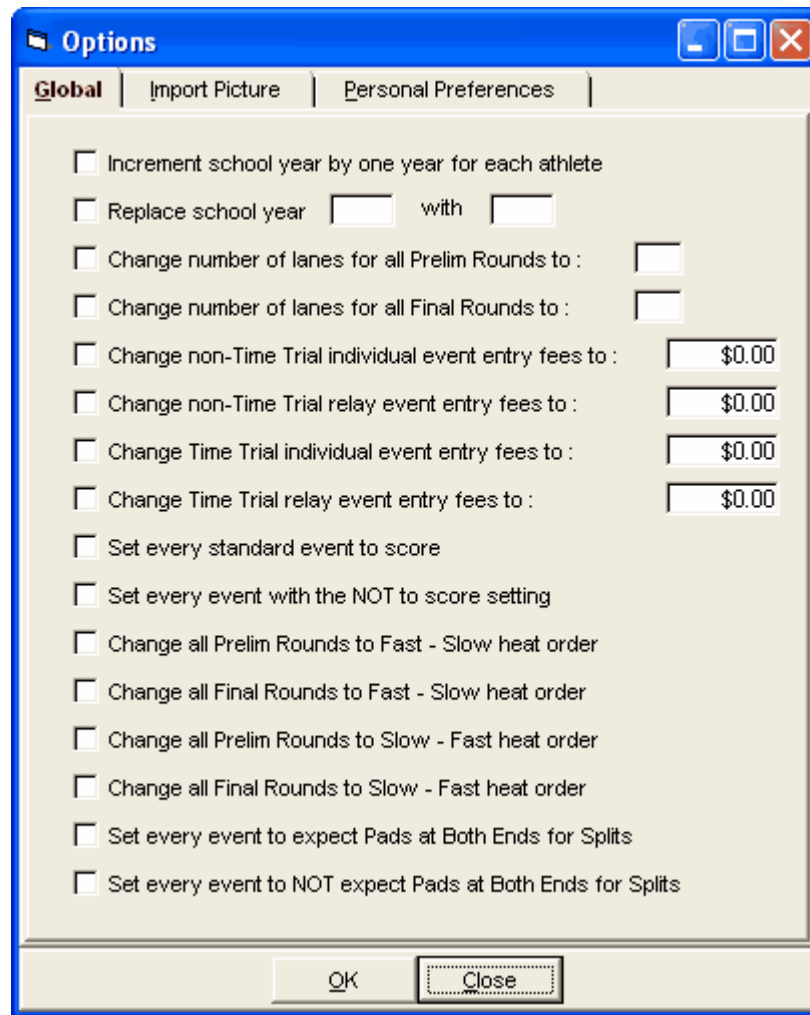 Options
Global Import Picture Personal Preferences
Increment school year by one year for each athlete
Replace school year with
Change number of lanes for all Prelim Rounds to :
Change number of lanes for all Final Rounds to :
Change non-Time Trial individual event entry fees to : $0.00
Change non-Time Trial relay event entry fees to : $0.00
Change Time Trial individual event entry fees to : $0.00
Change Time Trial relay event entry fees to : $0.00
Set every standard event to score
Set every event with the NOT to score setting
Change all Prelim Rounds to Fast - Slow heat order
Change all Final Rounds to Fast - Slow heat order
Change all Prelim Rounds to Slow - Fast heat order
Change all Final Rounds to Slow - Fast heat order
Set every event to expect Pads at Both Ends for Splits
Set every event to NOT expect Pads at Both Ends for Splits
OK Close